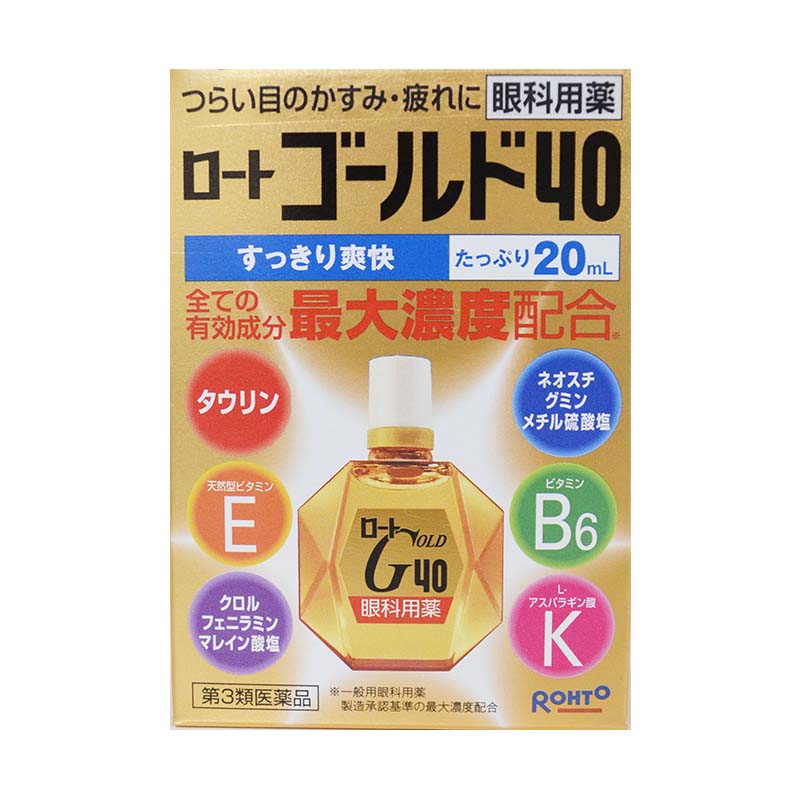 つらい目のかすみ・疲れに 眼科用薬
ロート ゴールド40
すっきり爽快 たっぷり20mL
全ての
有効成分 最大濃度配合※
タウリン
ネオスチ
グミン
メチル硫酸塩
天然型ビタミン
E
ビタミン
B6
クロル
フェニラミン
マレイン酸塩
L-
アスパラギン酸
K
ロート
GOLD
40
眼科用薬
第3類医薬品
※一般用眼科用薬
製造承認基準の最大濃度配合
ROHTO